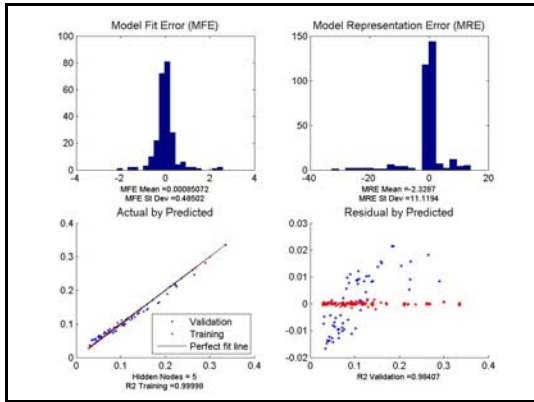 Model Fit Error (MFE)
100
80
60
40
20
0
-4
-2
0
2
4
MFE Mean =0.00085072
MFE St Dev =0.48502
Model Representation Error (MRE)
150
100
50
0
-40
-20
0
20
MRE Mean =-2.3287
MRE St Dev =11.1194
Actual by Predicted
0.4
0.3
0.2
0.1
0
0
0.1
0.2
0.3
0.4
Validation
Training
Perfect fit line
Hidden Nodes = 5
R2 Training =0.99998
Residual by Predicted
0.03
0.02
0.01
0
-0.01
-0.02
0
0.1
0.2
0.3
0.4
R2 Validation =0.98407